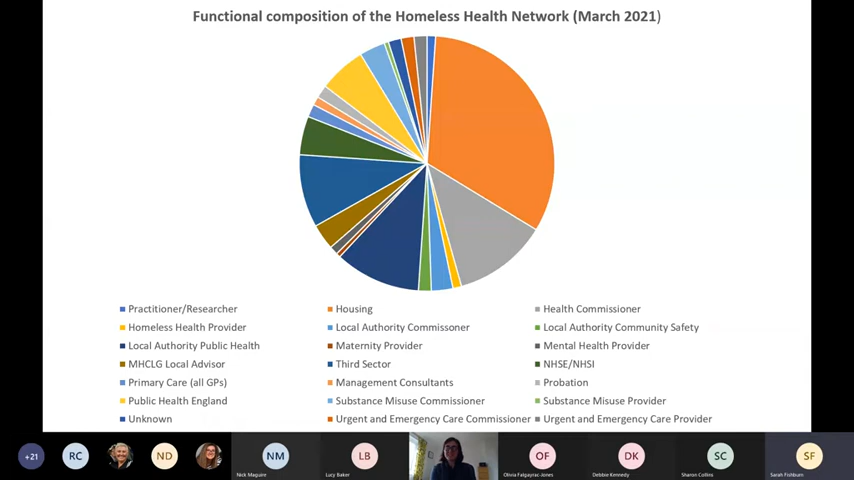 Functional composition of the Homeless Health Network (March 2021)
Practitioner/Researcher
Housing
Health Commissioner
Homeless Health Provider
Local Authority Commissoner
Local Authority Community Safety
Local Authority Public Health
Maternity Provider
Mental Health Provider
MHCLG Local Advisor
Third Sector
NHSE/NHSI
Primary Care (all GPs)
Management Consultants
Probation
Public Health England
Substance Misuse Commissioner
Substance Misuse Provider
Unknown
Urgent and Emergency Care Commissioner
Urgent and Emergency Care Provider
+21
RC
ND
NM
Nick Maguire
LB
Lucy Baker
OF
Olivia Fatpayrac-Jones
DK
Debbie Kennedy
SC
Sharon Collins
SF
Sarah Fishburn